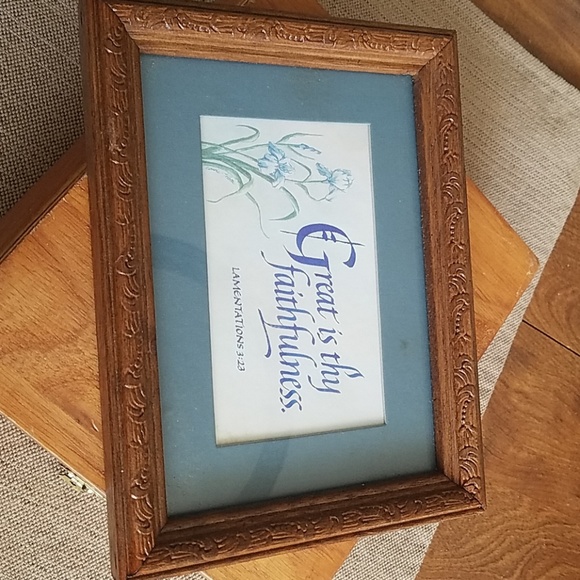 Great is thy
faithfulness.
LAMENTATIONS 3:23